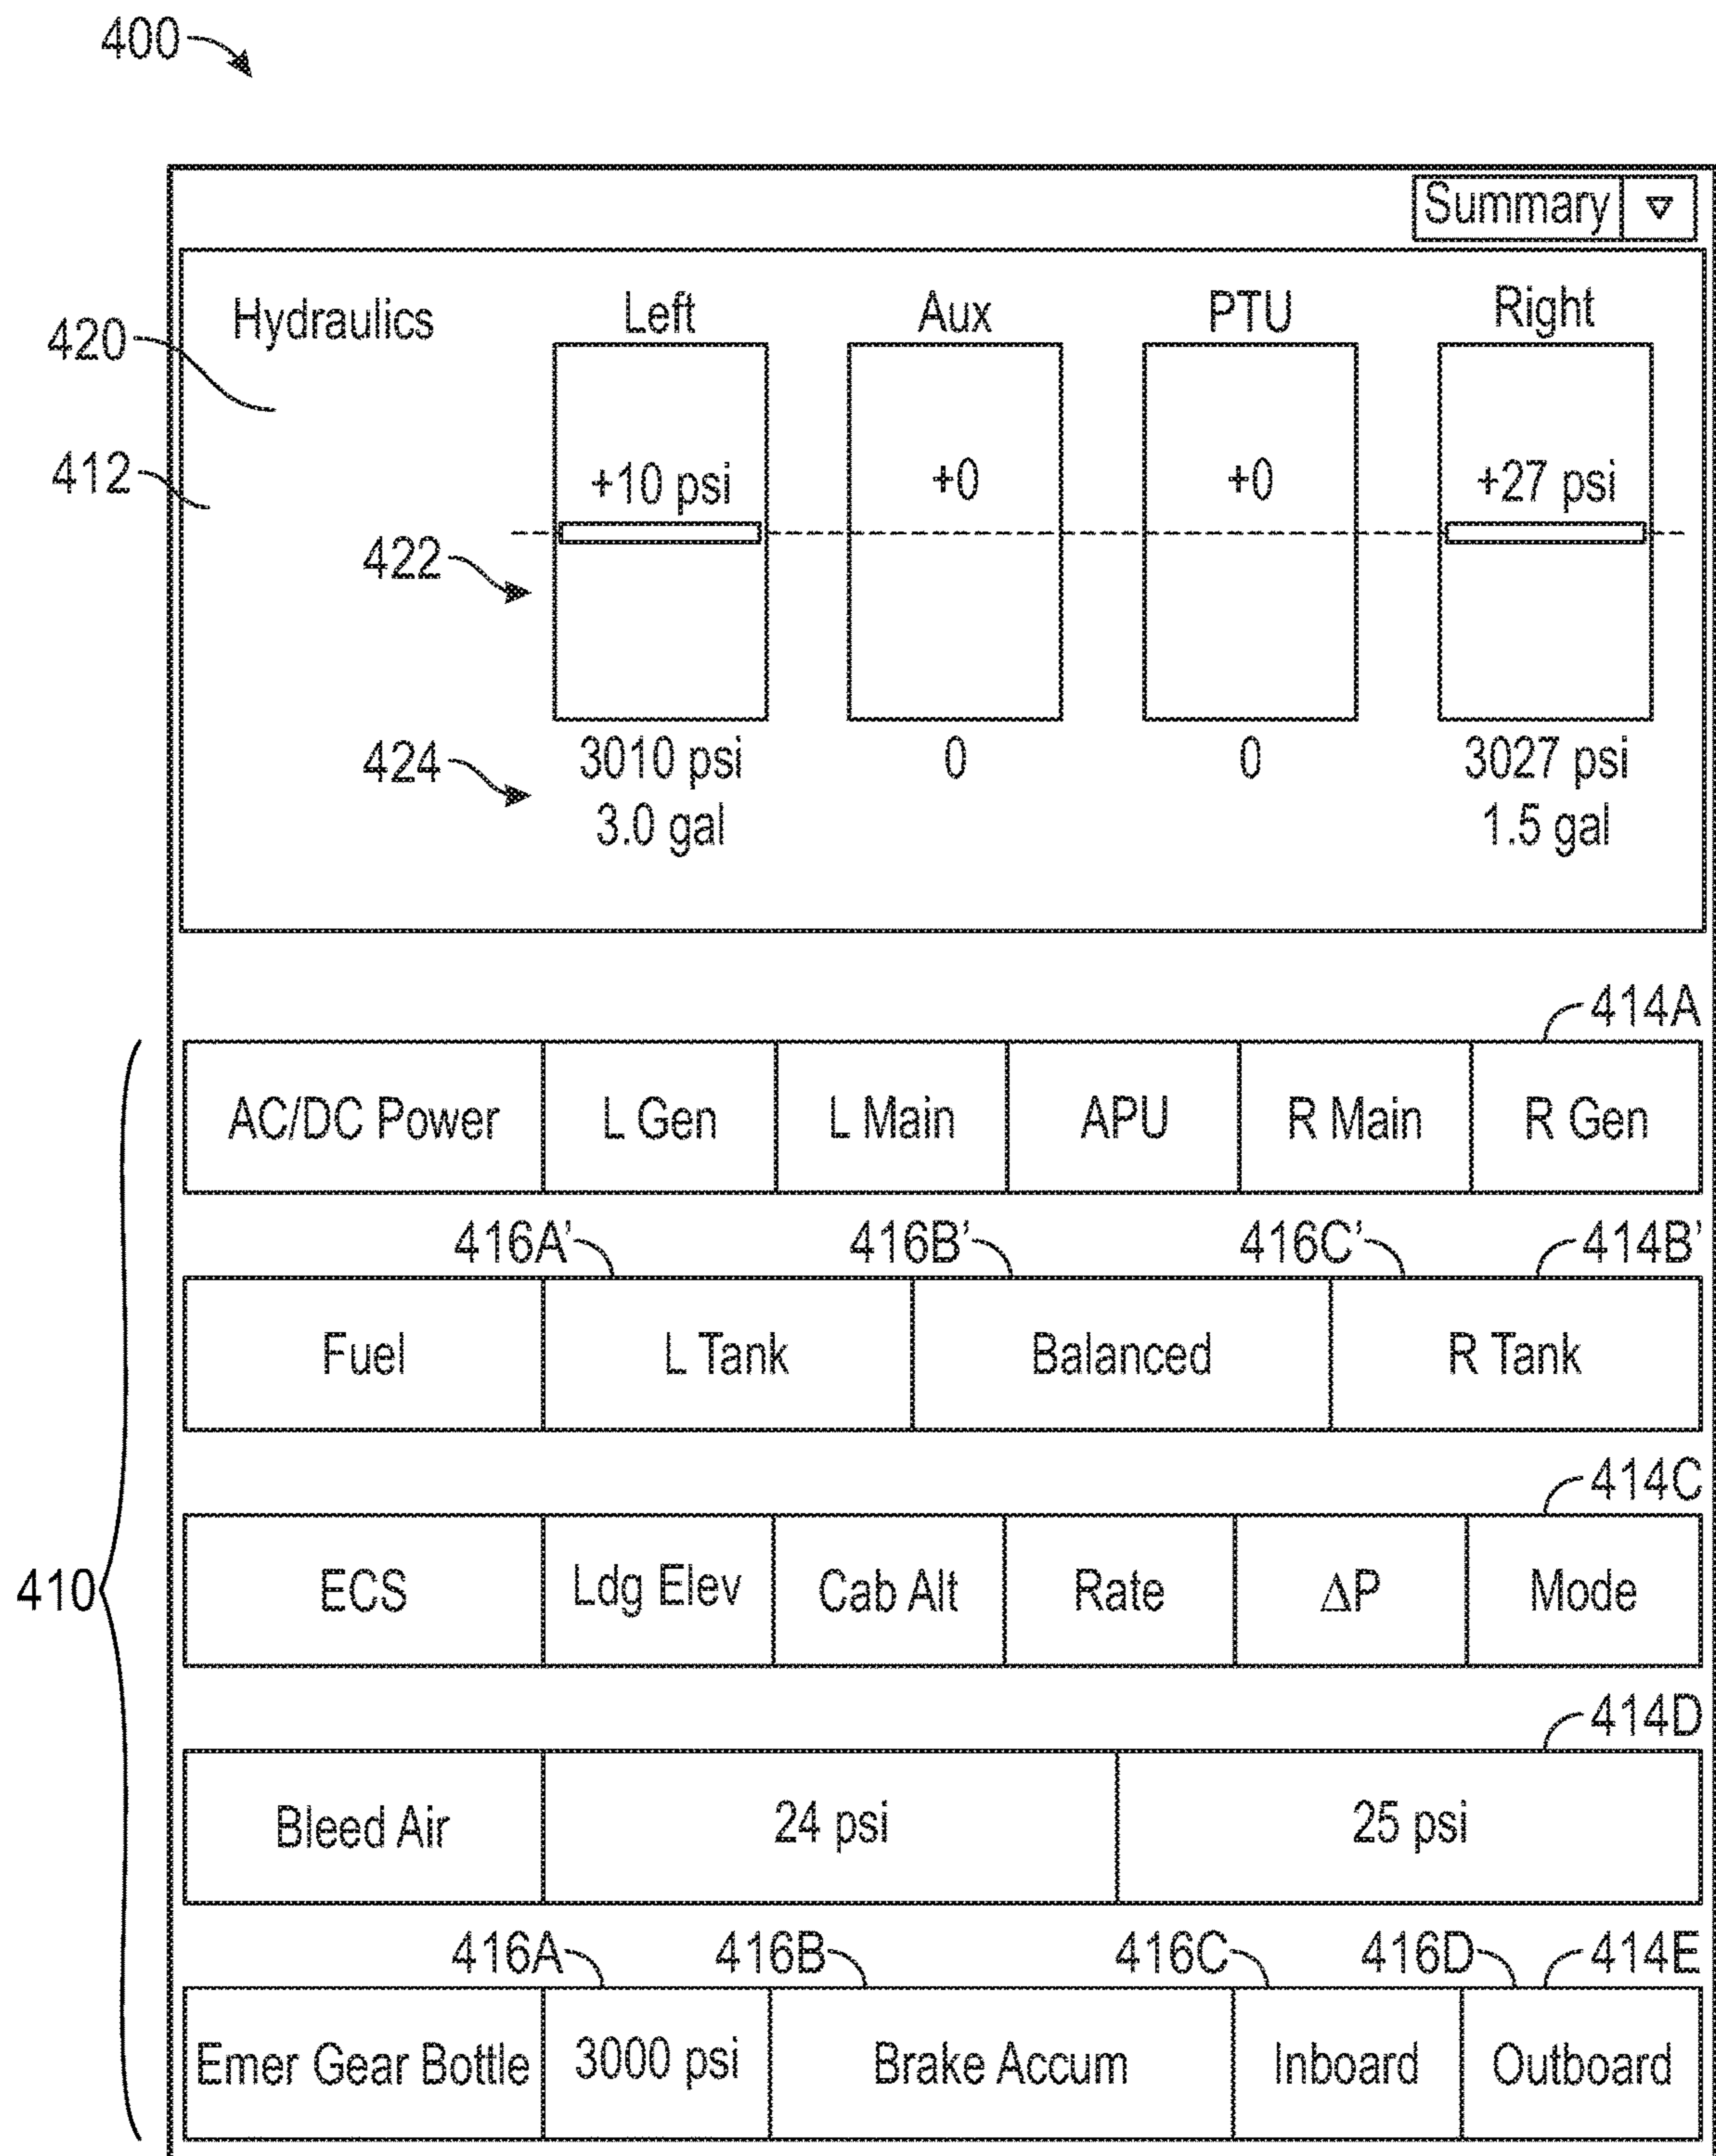 400
Summary
Hydraulics Left Aux PTU Right
420
412
+10 psi +0 +0 +27 psi
422
424
3010 psi 0 0 3027 psi
3.0 gal 1.5 gal
414A
AC/DC Power L Gen L Main APU R Main R Gen
416A' 416B' 416C' 414B'
Fuel L Tank Balanced R Tank
414C
410
ECS Ldg Elev Cab Alt Rate ΔP Mode
414D
Bleed Air 24 psi 25 psi
416A 416B 416C 416D 414E
Emer Gear Bottle 3000 psi Brake Accum Inboard Outboard